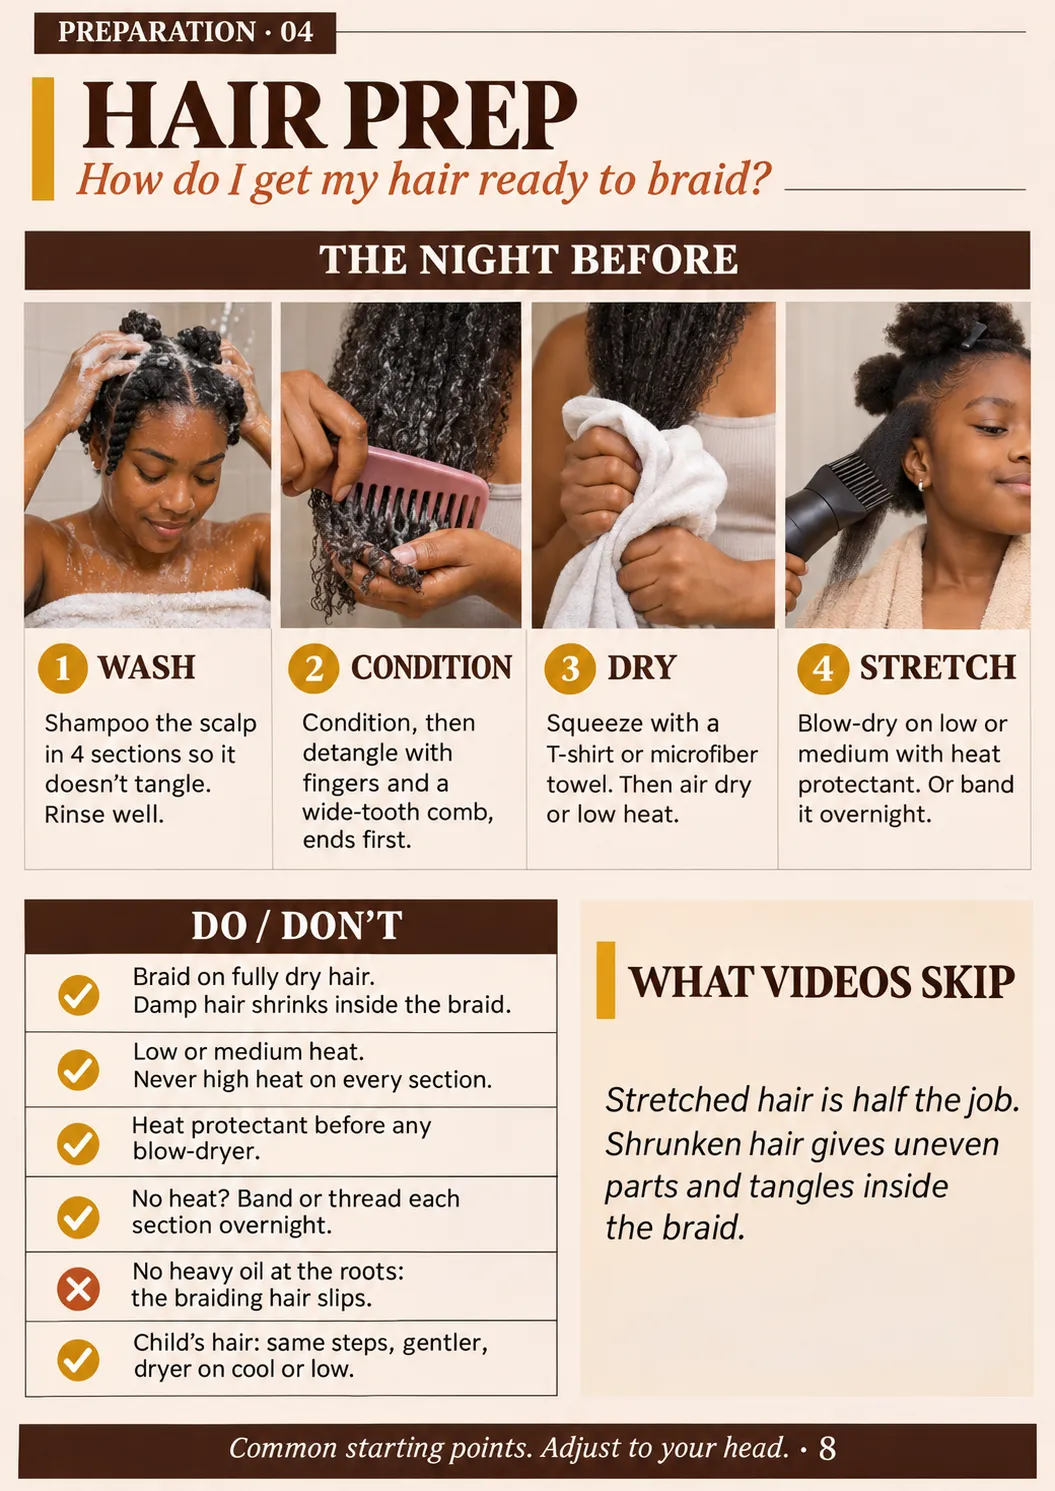 PREPARATION · 04
HAIR PREP
How do I get my hair ready to braid?
THE NIGHT BEFORE
1 WASH
Shampoo the scalp
in 4 sections so it
doesn’t tangle.
Rinse well.
2 CONDITION
Condition, then
detangle with
fingers and a
wide-tooth comb,
ends first.
3 DRY
Squeeze with a
T-shirt or microfiber
towel. Then air dry
or low heat.
4 STRETCH
Blow-dry on low or
medium with heat
protectant. Or band
it overnight.
DO / DON’T
Braid on fully dry hair.
Damp hair shrinks inside the braid.
Low or medium heat.
Never high heat on every section.
Heat protectant before any
blow-dryer.
No heat? Band or thread each
section overnight.
No heavy oil at the roots:
the braiding hair slips.
Child’s hair: same steps, gentler,
dryer on cool or low.
WHAT VIDEOS SKIP
Stretched hair is half the job.
Shrunken hair gives uneven
parts and tangles inside
the braid.
Common starting points. Adjust to your head. · 8